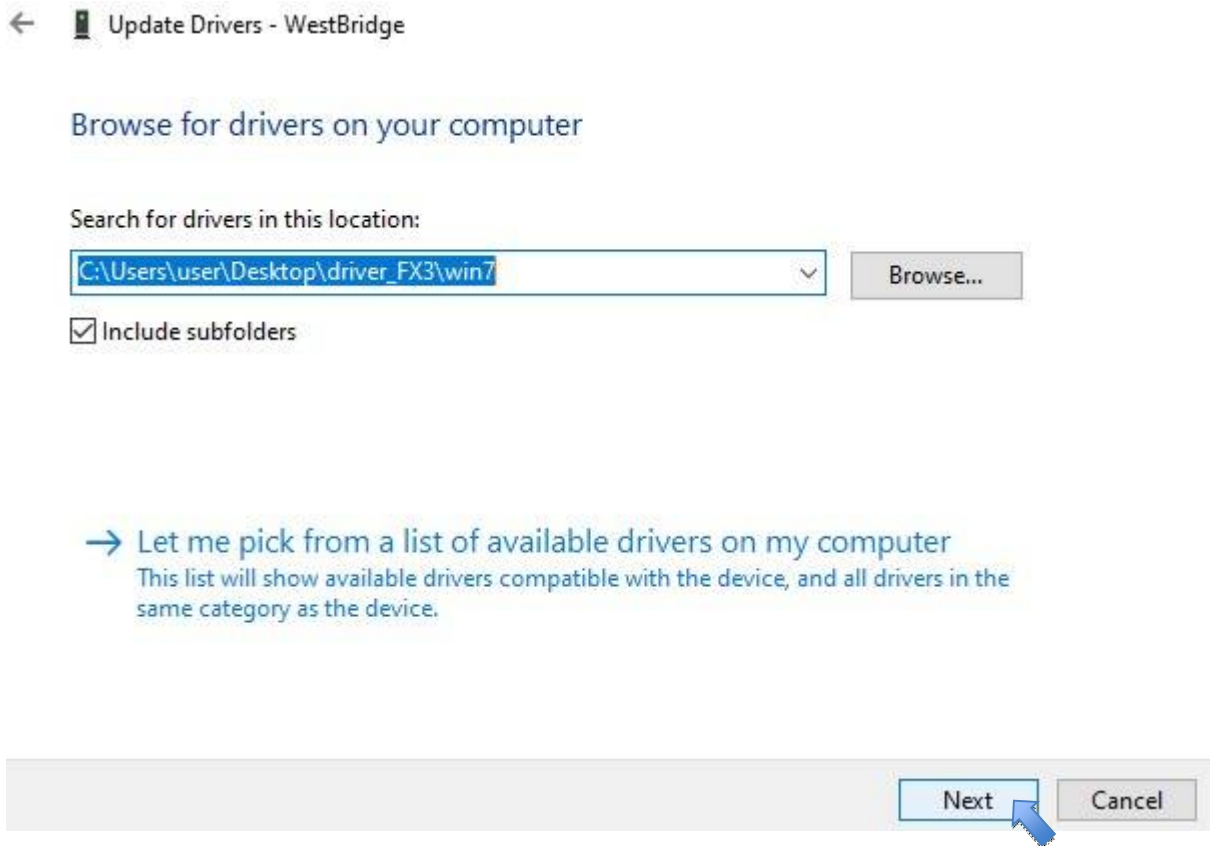 Update Drivers - WestBridge
Browse for drivers on your computer
Search for drivers in this location:
C:\Users\user\Desktop\driver_FX3\win7
Browse...
Include subfolders
Let me pick from a list of available drivers on my computer
This list will show available drivers compatible with the device, and all drivers in the
same category as the device.
Next
Cancel